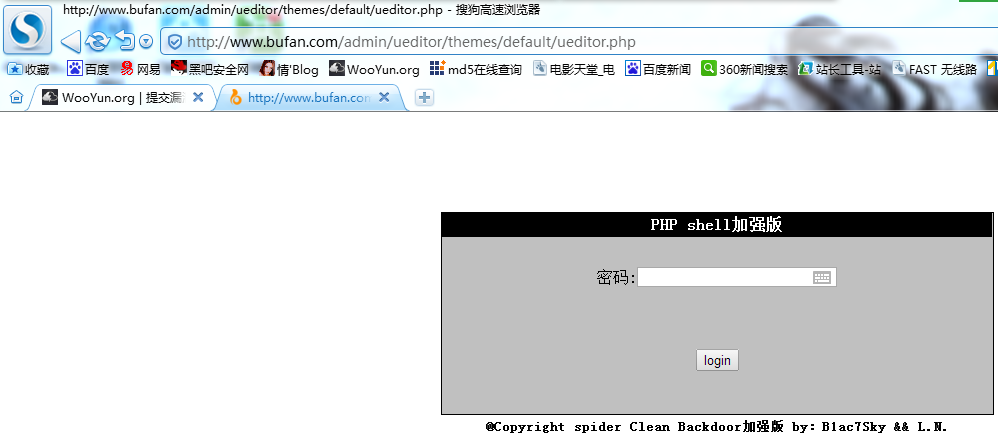 http://www.bufan.com/admin/ueditor/themes/default/ueditor.php - 搜狗高速浏览器
http://www.bufan.com/admin/ueditor/themes/default/ueditor.php
收藏 百度 网易 黑吧安全网 情'Blog WooYun.org md5在线查询 电影天堂_电 百度新闻 360新闻搜索 站长工具-站 FAST 无线路
WooYun.org | 提交漏 http://www.bufan.con
PHP shell加强版
密码:
login
@Copyright spider Clean Backdoor加强版 by: B1ac7Sky && L.N.